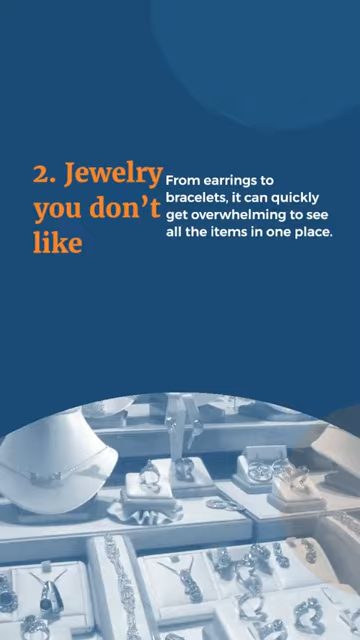 2. Jewelry
you don't
like
From earrings to
bracelets, it can quickly
get overwhelming to see
all the items in one place.